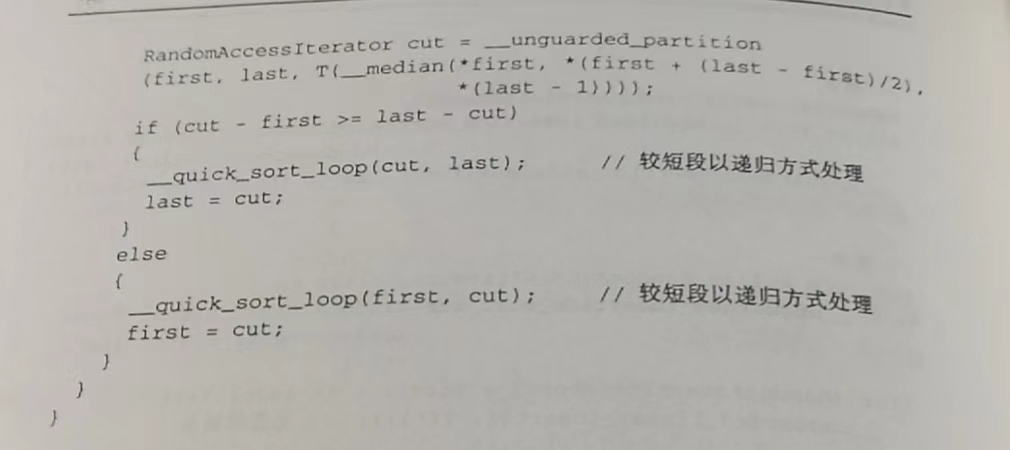 RandomAccessIterator cut = __unguarded_partition
(first, last, T(__median(*first, *(first + (last - first)/2),
*(last - 1))));
if (cut - first >= last - cut)
{
__quick_sort_loop(cut, last); // 较短段以递归方式处理
last = cut;
}
else
{
__quick_sort_loop(first, cut); // 较短段以递归方式处理
first = cut;
}
}
}